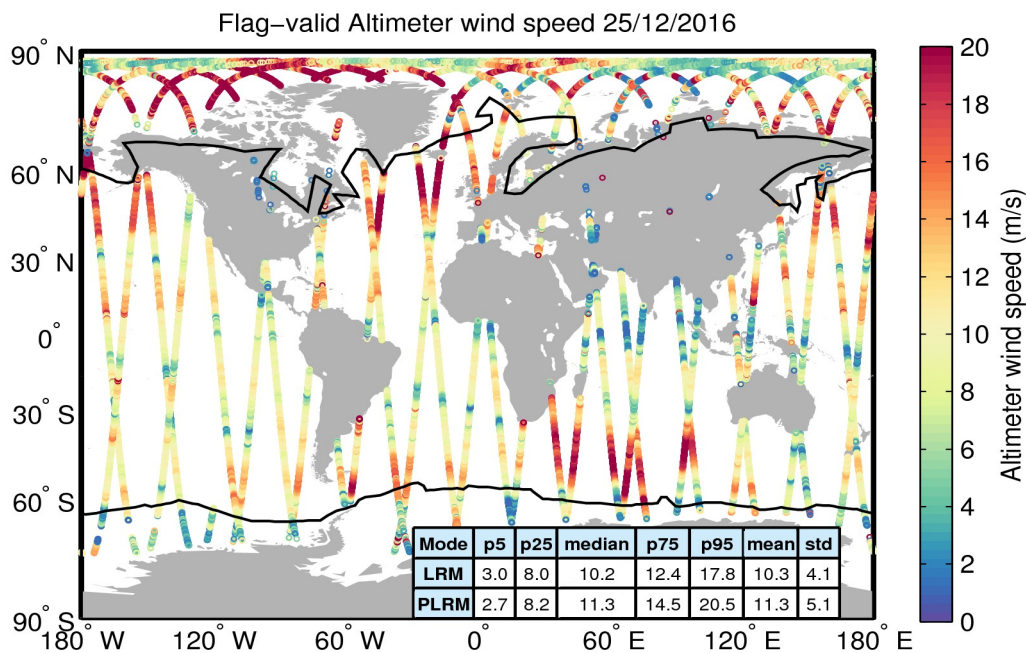 Flag−valid Altimeter wind speed 25/12/2016
90° N
60° N
30° N
0°
30° S
60° S
90° S
180° W
120° W
60° W
0°
60° E
120° E
180° E
Mode p5 p25 median p75 p95 mean std
LRM 3.0 8.0 10.2 12.4 17.8 10.3 4.1
PLRM 2.7 8.2 11.3 14.5 20.5 11.3 5.1
20
18
16
14
12
10
8
6
4
2
0
Altimeter wind speed (m/s)